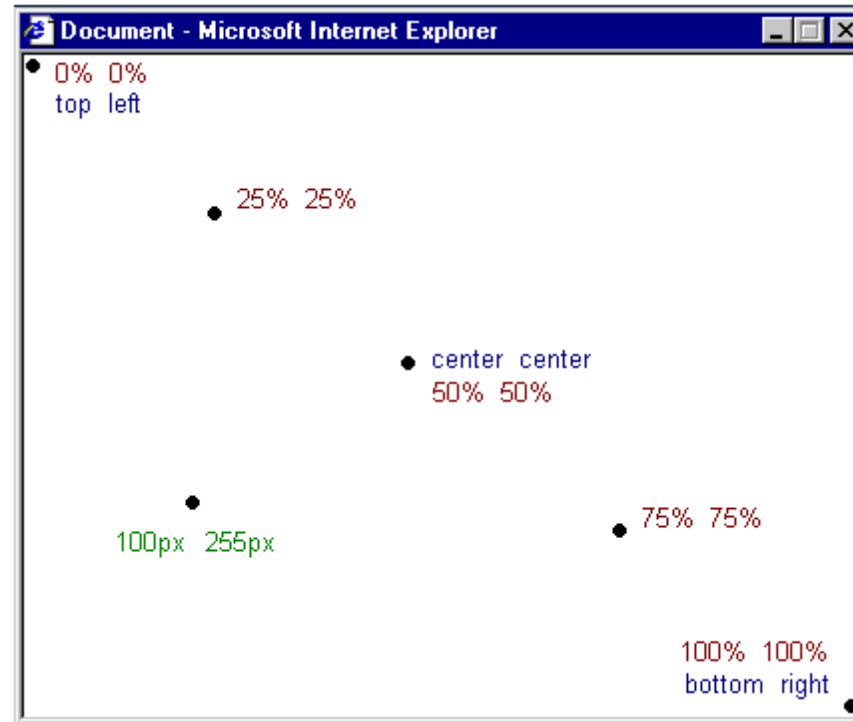 Document - Microsoft Internet Explorer
0% 0%
top left
25% 25%
center center
50% 50%
100px 255px
75% 75%
100% 100%
bottom right